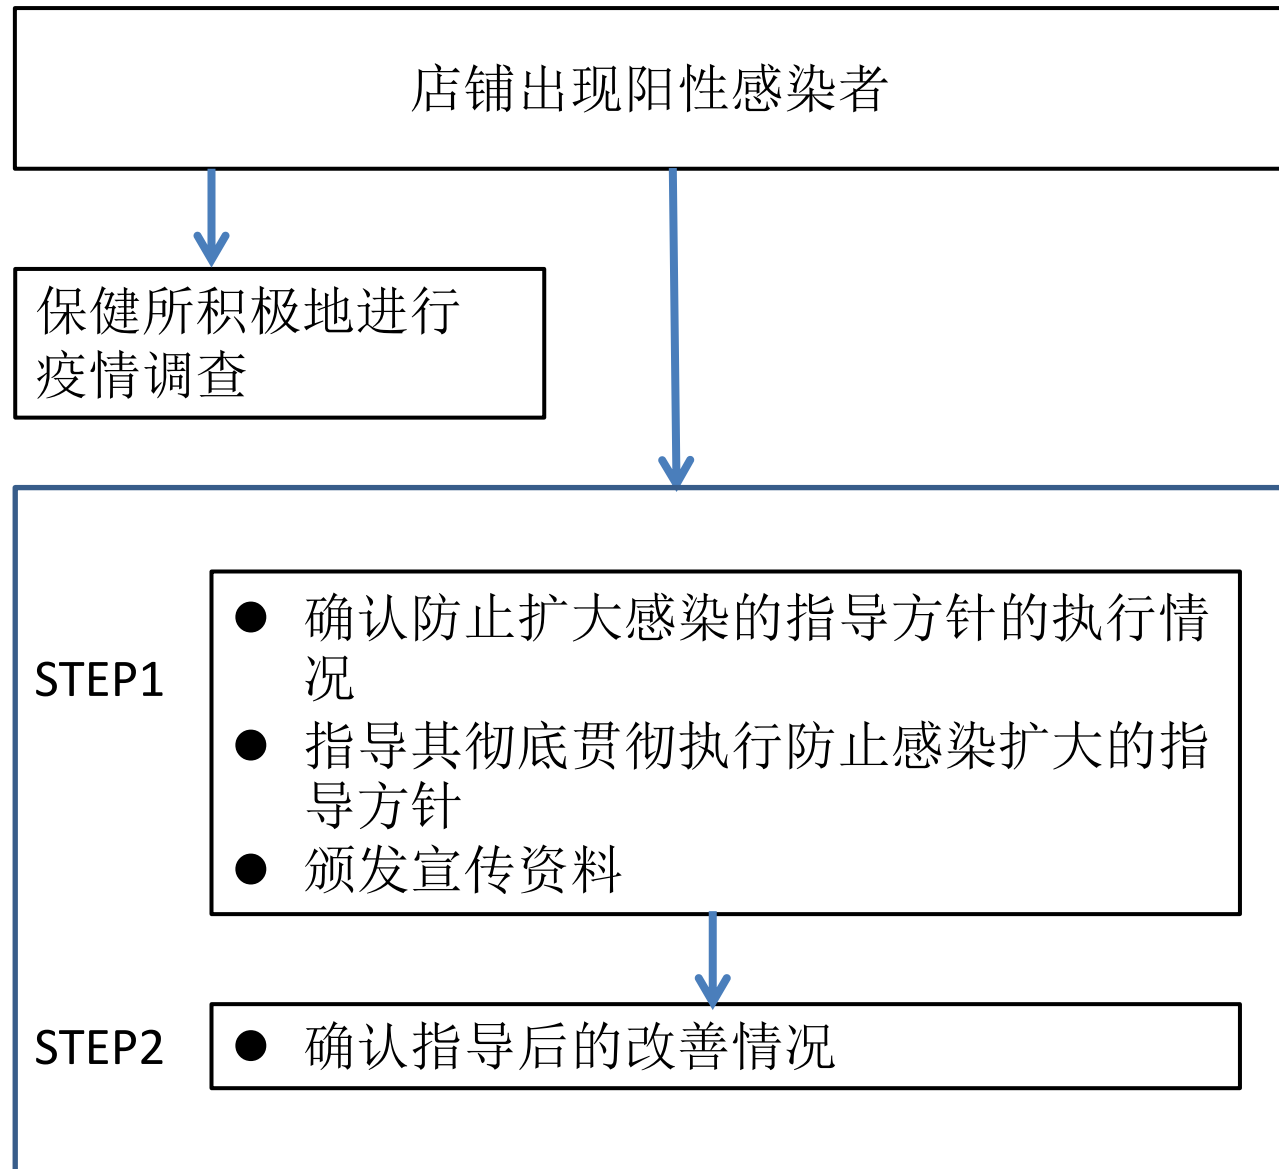 店铺出现阳性感染者
保健所积极地进行
疫情调查
STEP1
● 确认防止扩大感染的指导方针的执行情
况
● 指导其彻底贯彻执行防止感染扩大的指
导方针
● 颁发宣传资料
STEP2
● 确认指导后的改善情况